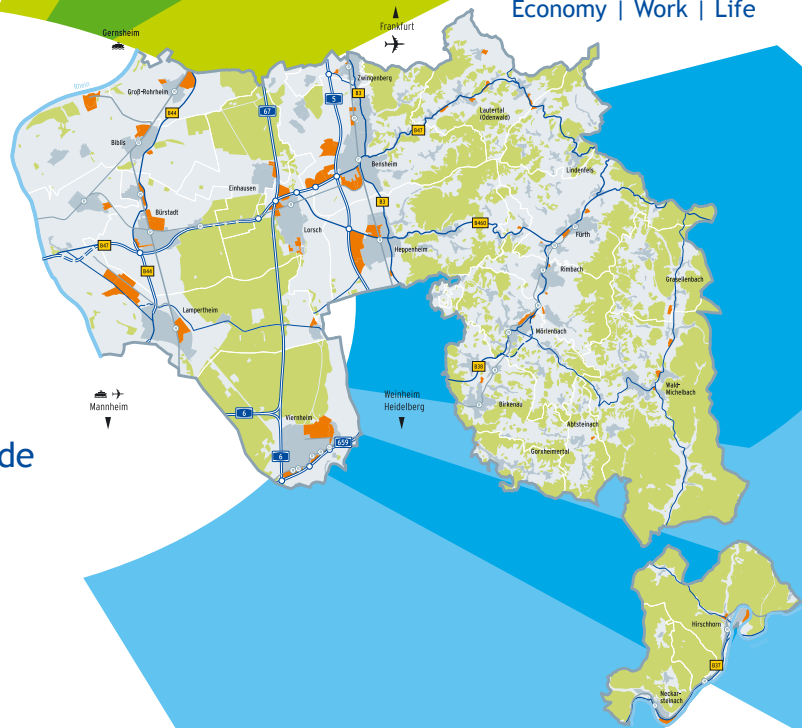 Economy | Work | Life
Frankfurt
Gernsheim
Rhein
Zwingenberg
Groß-Rohrheim
B3
5
67
B44
Lautertal
(Odenwald)
B47
Biblis
Bensheim
Lindenfels
Einhausen
B3
Bürstadt
B460
Lorsch
Fürth
B47
Heppenheim
B44
Rimbach
Grasellenbach
Lampertheim
Mörlenbach
B38
Wald-
Michelbach
Mannheim
Weinheim
Heidelberg
Birkenau
6
Viernheim
Abtsteinach
659
de
6
Gorxheimertal
Hirschhorn
B37
Neckar-
steinach